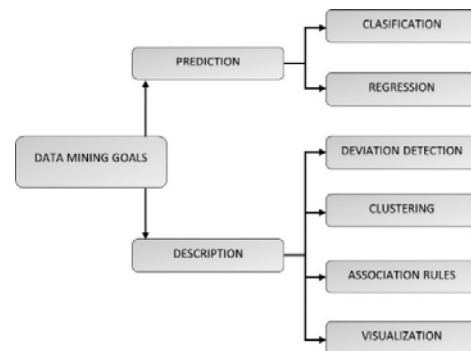 CLASIFICATION
PREDICTION
REGRESSION
DATA MINING GOALS
DEVIATION DETECTION
CLUSTERING
DESCRIPTION
ASSOCIATION RULES
VISUALIZATION